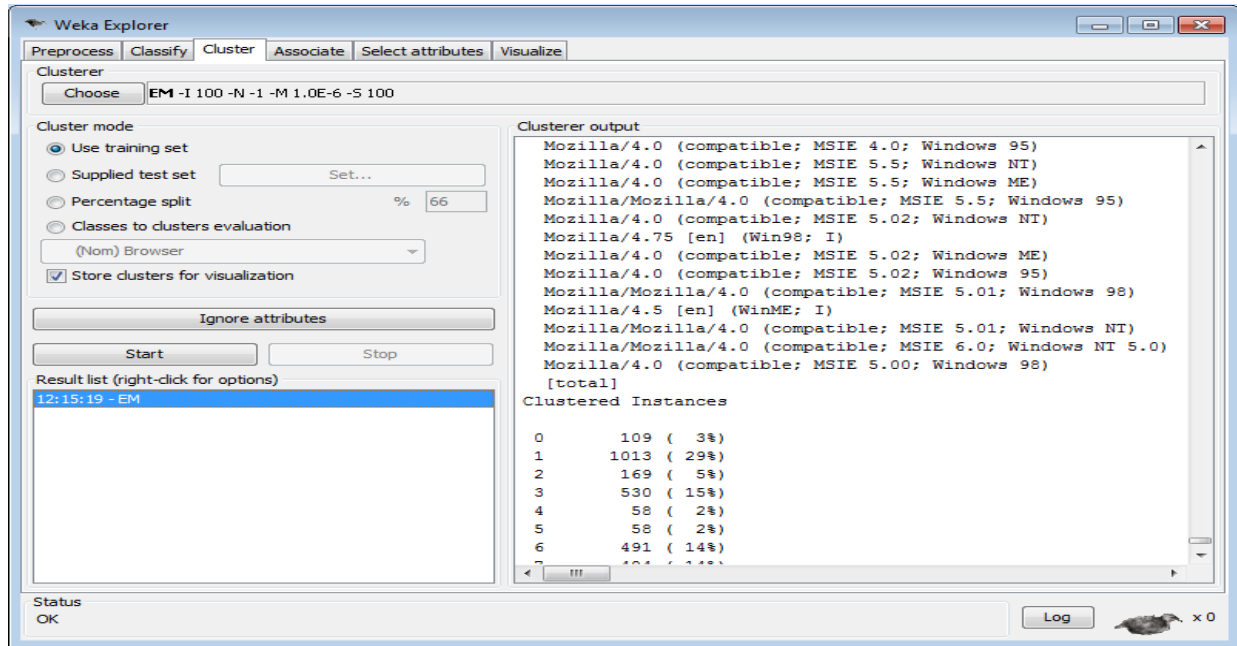 Weka Explorer
Preprocess Classify Cluster Associate Select attributes Visualize
Clusterer
Choose EM -I 100 -N -1 -M 1.0E-6 -S 100
Cluster mode
Use training set
Supplied test set Set...
Percentage split % 66
Classes to clusters evaluation
(Nom) Browser
Store clusters for visualization
Ignore attributes
Start Stop
Result list (right-click for options)
12:15:19 - EM
Clusterer output
Mozilla/4.0 (compatible; MSIE 4.0; Windows 95)
Mozilla/4.0 (compatible; MSIE 5.5; Windows NT)
Mozilla/4.0 (compatible; MSIE 5.5; Windows ME)
Mozilla/Mozilla/4.0 (compatible; MSIE 5.5; Windows 95)
Mozilla/4.0 (compatible; MSIE 5.02; Windows NT)
Mozilla/4.75 [en] (Win98; I)
Mozilla/4.0 (compatible; MSIE 5.02; Windows ME)
Mozilla/4.0 (compatible; MSIE 5.02; Windows 95)
Mozilla/Mozilla/4.0 (compatible; MSIE 5.01; Windows 98)
Mozilla/4.5 [en] (WinME; I)
Mozilla/Mozilla/4.0 (compatible; MSIE 5.01; Windows NT)
Mozilla/Mozilla/4.0 (compatible; MSIE 6.0; Windows NT 5.0)
Mozilla/4.0 (compatible; MSIE 5.00; Windows 98)
[total]
Clustered Instances
0 109 ( 3%)
1 1013 ( 29%)
2 169 ( 5%)
3 530 ( 15%)
4 58 ( 2%)
5 58 ( 2%)
6 491 ( 14%)
Status
OK
Log x 0